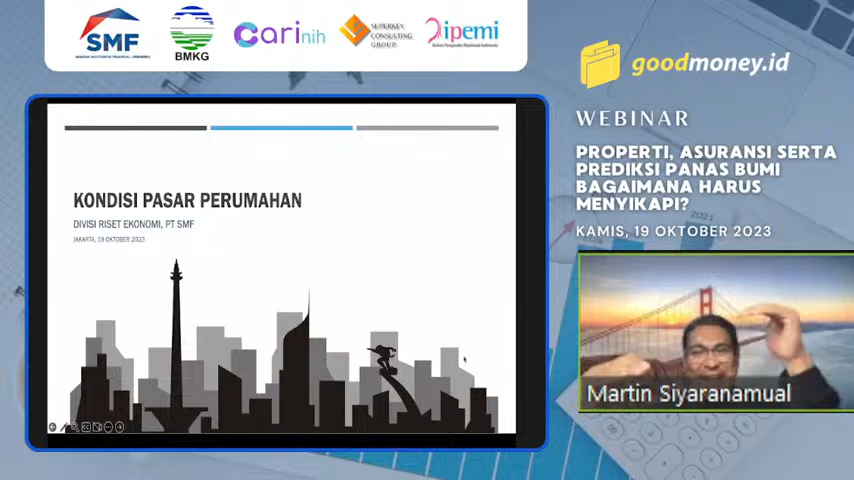 SMF
BMKG
carinih
SUPERKEY
CONSULTING
GROUP
ipemi
goodmoney.id
WEBINAR
PROPERTI, ASURANSI SERTA
PREDIKSI PANAS BUMI
BAGAIMANA HARUS
MENYIKAPI?
KAMIS, 19 OKTOBER 2023
2021
KONDISI PASAR PERUMAHAN
DIVISI RISET EKONOMI, PT SMF
JAKARTA, 19 OKTOBER 2023
Martin Siyaranamual